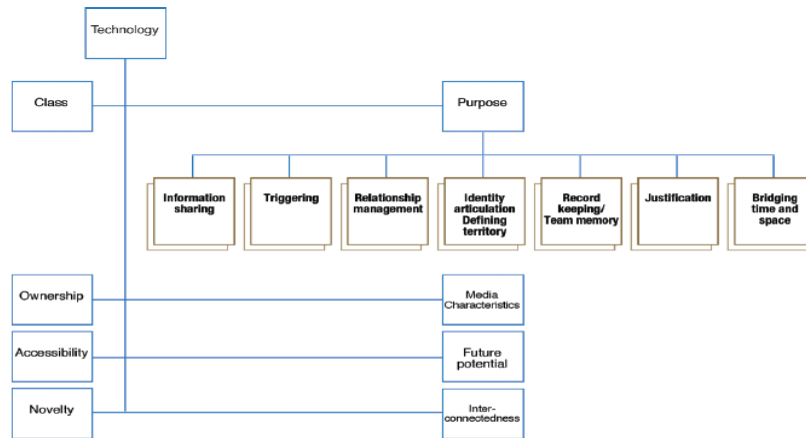 Technology
Class
Purpose
Information
sharing
Triggering
Relationship
management
Identity
articulation
Defining
territory
Record
keeping/
Team memory
Justification
Bridging
time and
space
Ownership
Media
Characteristics
Accessibility
Future
potential
Novelty
Inter-
connectedness